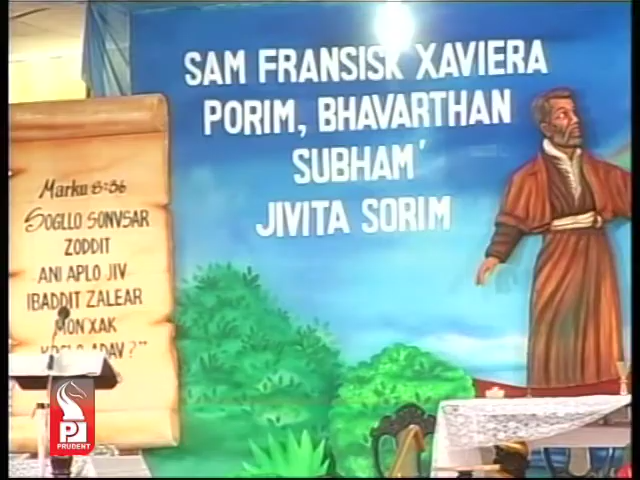 SAM FRANSISK XAVIERA
PORIM, BHAVARTHAN
SUBHAM'
JIVITA SORIM
Marku 8:36
"SOGLLO SONVSAR
ZODDIT
ANI APLO JIV
IBADDIT ZALEAR
MON'XAK
ADAV?"
PRUDENT